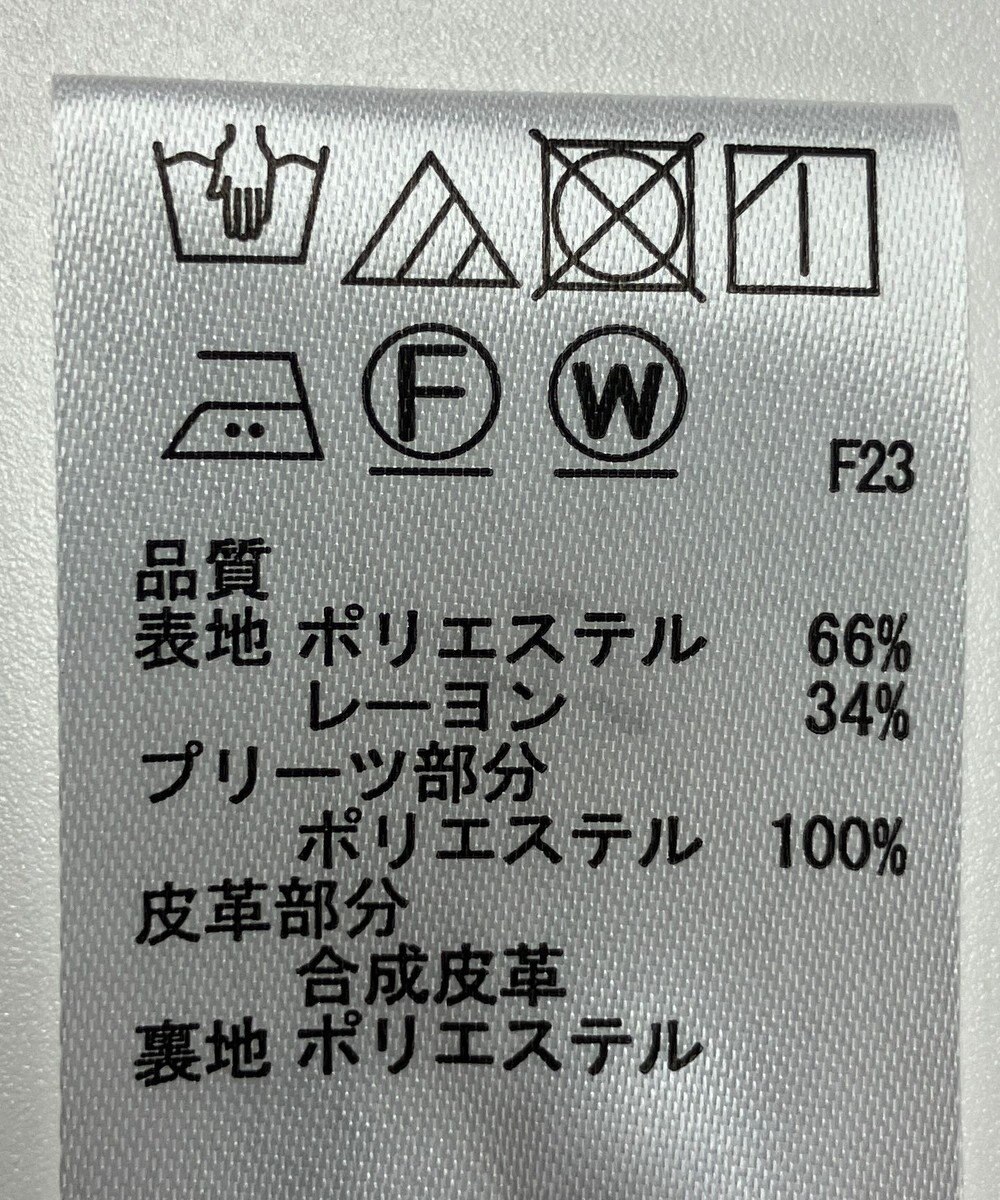 F W
F23
品質
表地 ポリエステル 66%
レーヨン 34%
プリーツ部分
ポリエステル 100%
皮革部分
合成皮革
裏地 ポリエステル